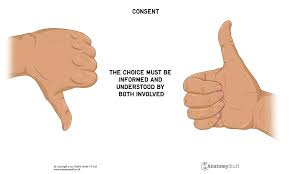 CONSENT
THE CHOICE MUST BE
INFORMED AND
UNDERSTOOD BY
BOTH INVOLVED
AnatomyStuff